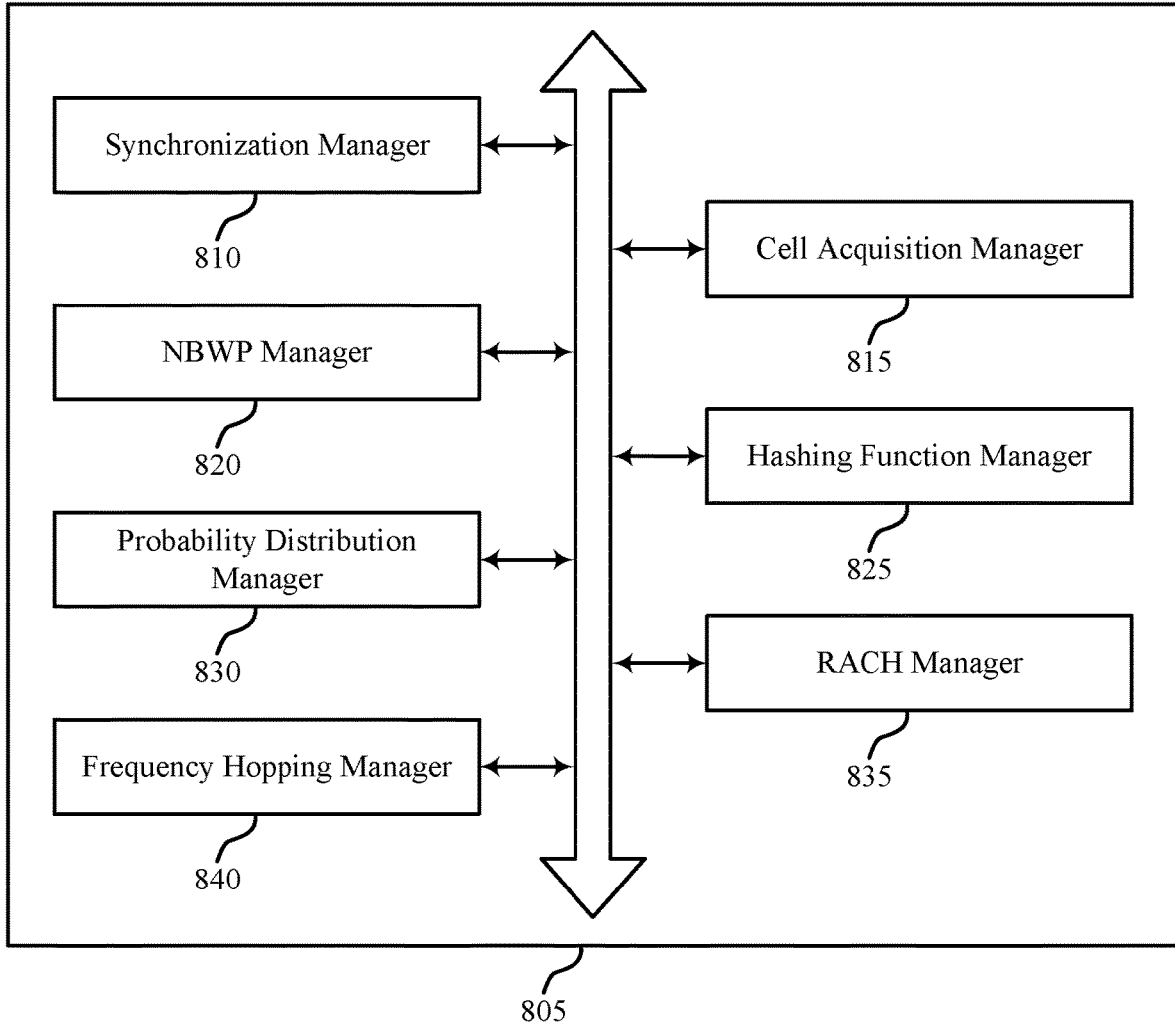 Synchronization Manager
810
Cell Acquisition Manager
815
NBWP Manager
820
Hashing Function Manager
825
Probability Distribution
Manager
830
RACH Manager
835
Frequency Hopping Manager
840
805